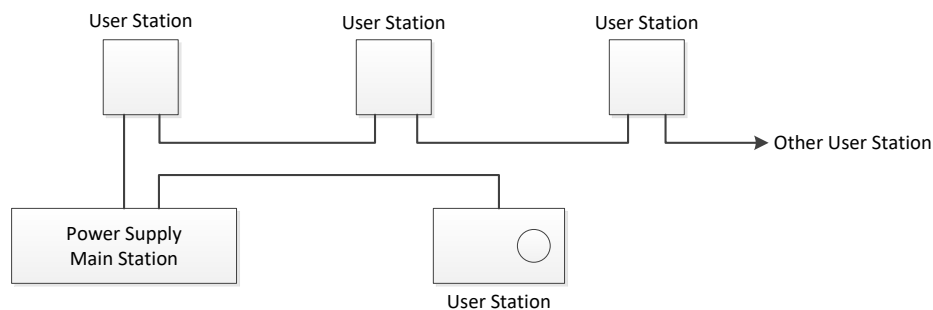 User Station
User Station
User Station
Other User Station
Power Supply
Main Station
User Station